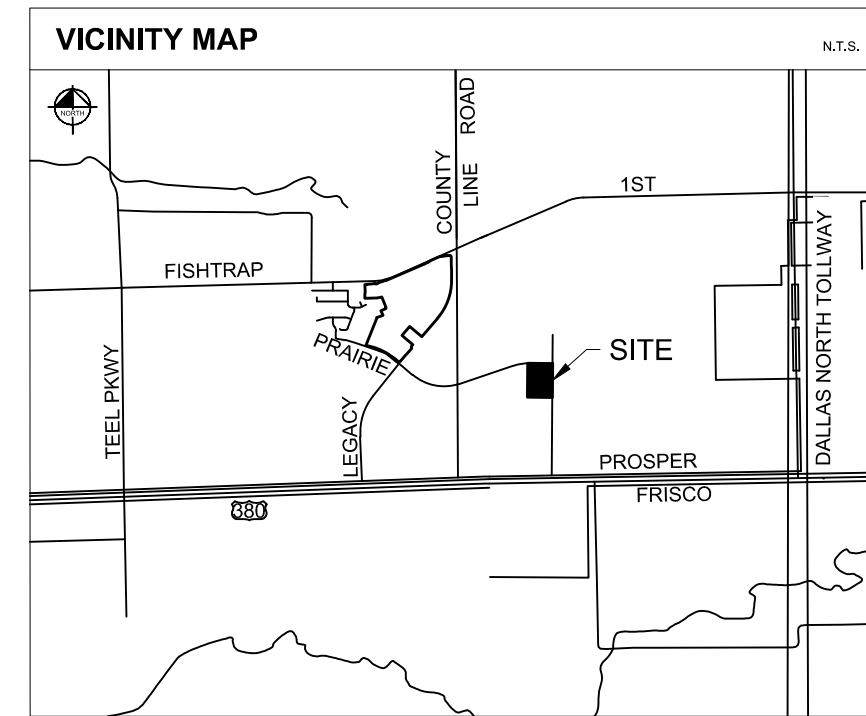 VICINITY MAP
N.T.S.
NORTH
COUNTY
LINE ROAD
1ST
FISHTRAP
PRAIRIE
SITE
TEEL PKWY
LEGACY
DALLAS NORTH TOLLWAY
PROSPER
FRISCO
380